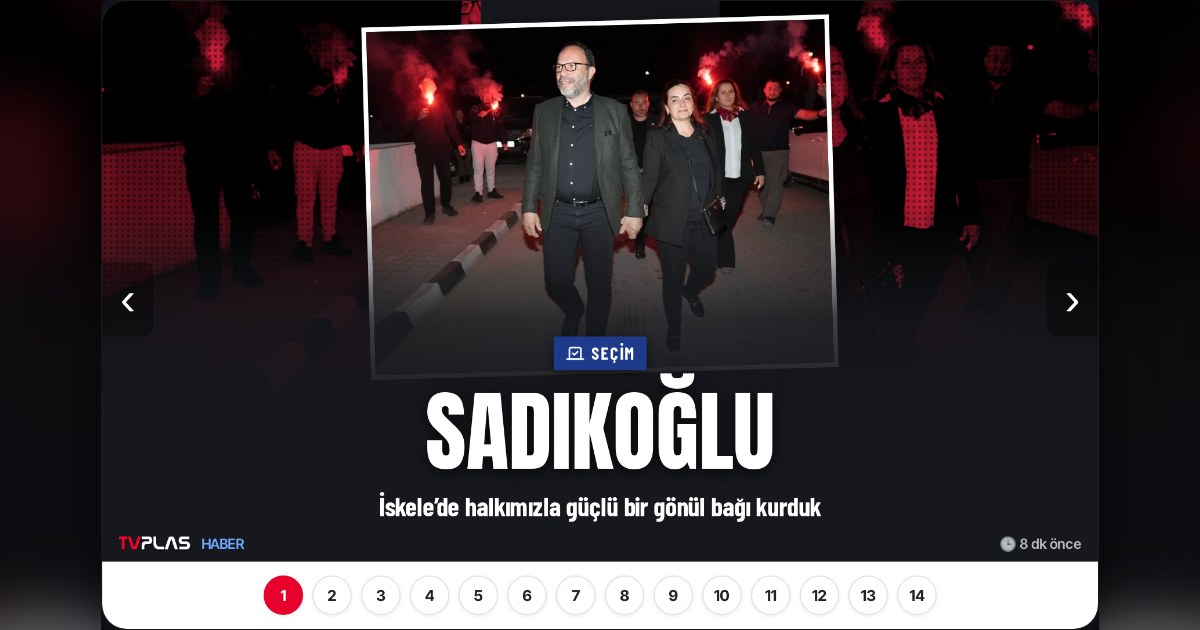 SEÇİM
SADIKOĞLU
İskele’de halkımızla güçlü bir gönül bağı kurduk
TVPLAS HABER
8 dk önce
1 2 3 4 5 6 7 8 9 10 11 12 13 14